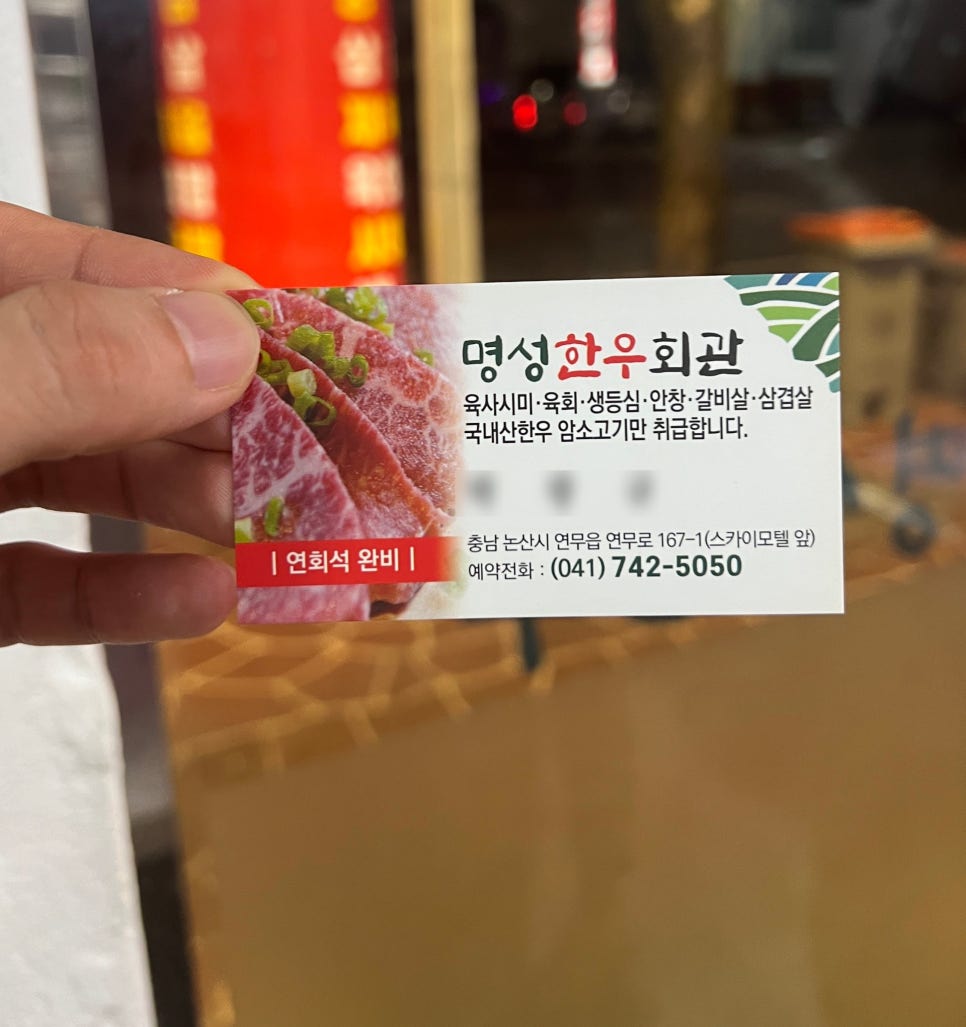 명성한우회관
육사시미·육회·생등심·안창·갈비살·삼겹살
국내산한우 암소고기만 취급합니다.
충남 논산시 연무읍 연무로 167-1(스카이모텔 앞)
예약전화 : (041) 742-5050
| 연회석 완비 |